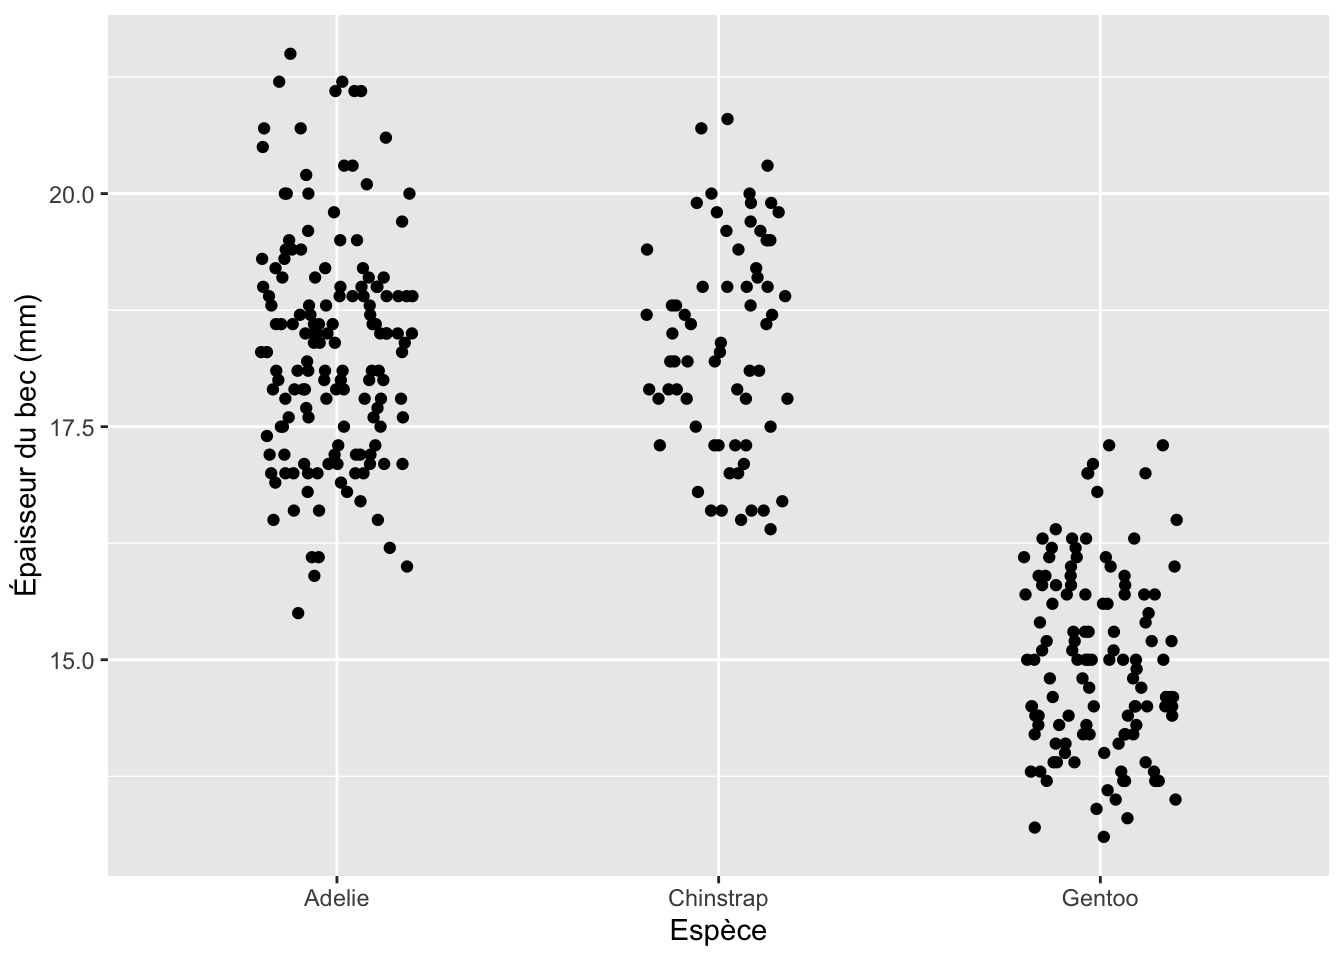 Épaisseur du bec (mm)
20.0
17.5
15.0
Adelie
Chinstrap
Gentoo
Espèce